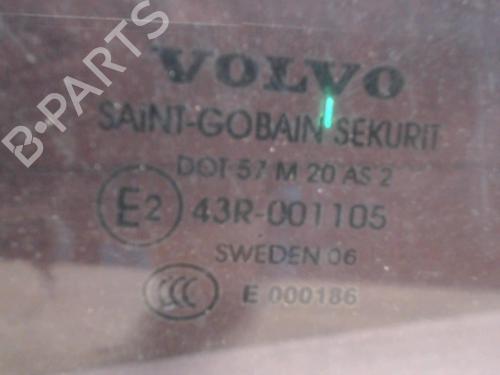 B-PARTS
VOLVO
SAINT-GOBAIN SEKURIT
DOT 57 M 20 AS 2
E2 43R-001105
SWEDEN 06
CCC E 000186